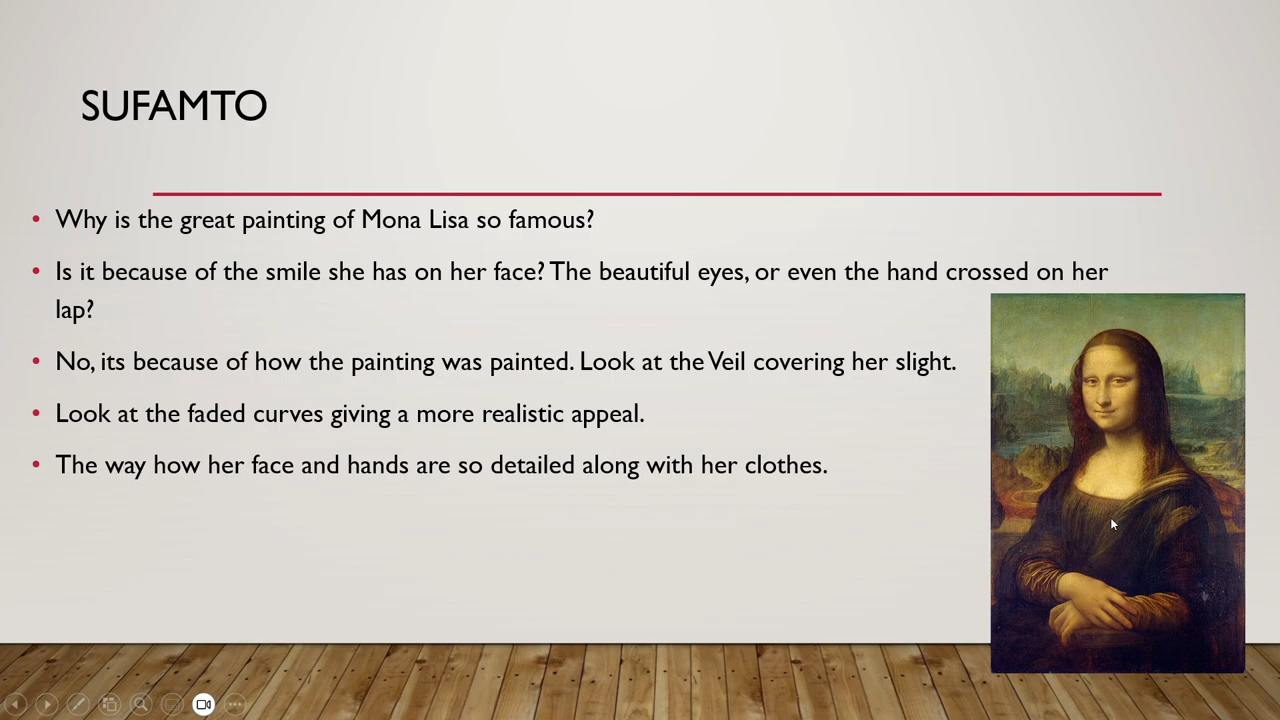 SUFAMTO
• Why is the great painting of Mona Lisa so famous?
• Is it because of the smile she has on her face? The beautiful eyes, or even the hand crossed on her
lap?
• No, its because of how the painting was painted. Look at the Veil covering her slight.
• Look at the faded curves giving a more realistic appeal.
• The way how her face and hands are so detailed along with her clothes.